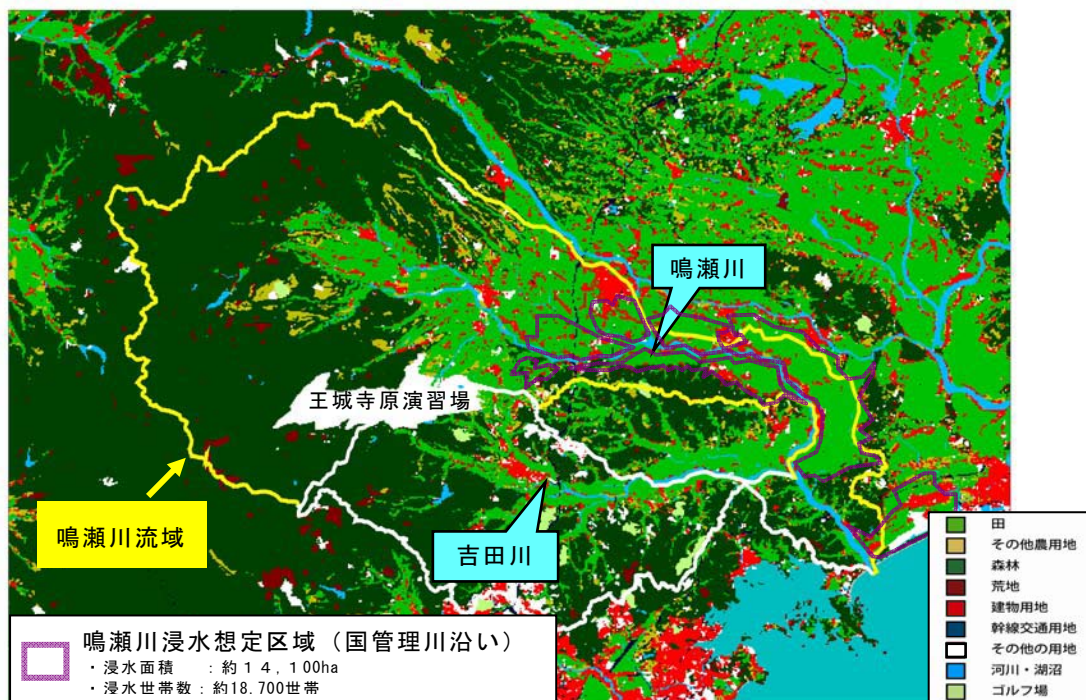 鳴瀬川
王城寺原演習場
鳴瀬川流域
吉田川
鳴瀬川浸水想定区域（国管理川沿い）
・浸水面積　：約１４，１００ha
・浸水世帯数：約18.700世帯
田
その他農用地
森林
荒地
建物用地
幹線交通用地
その他の用地
河川・湖沼
ゴルフ場